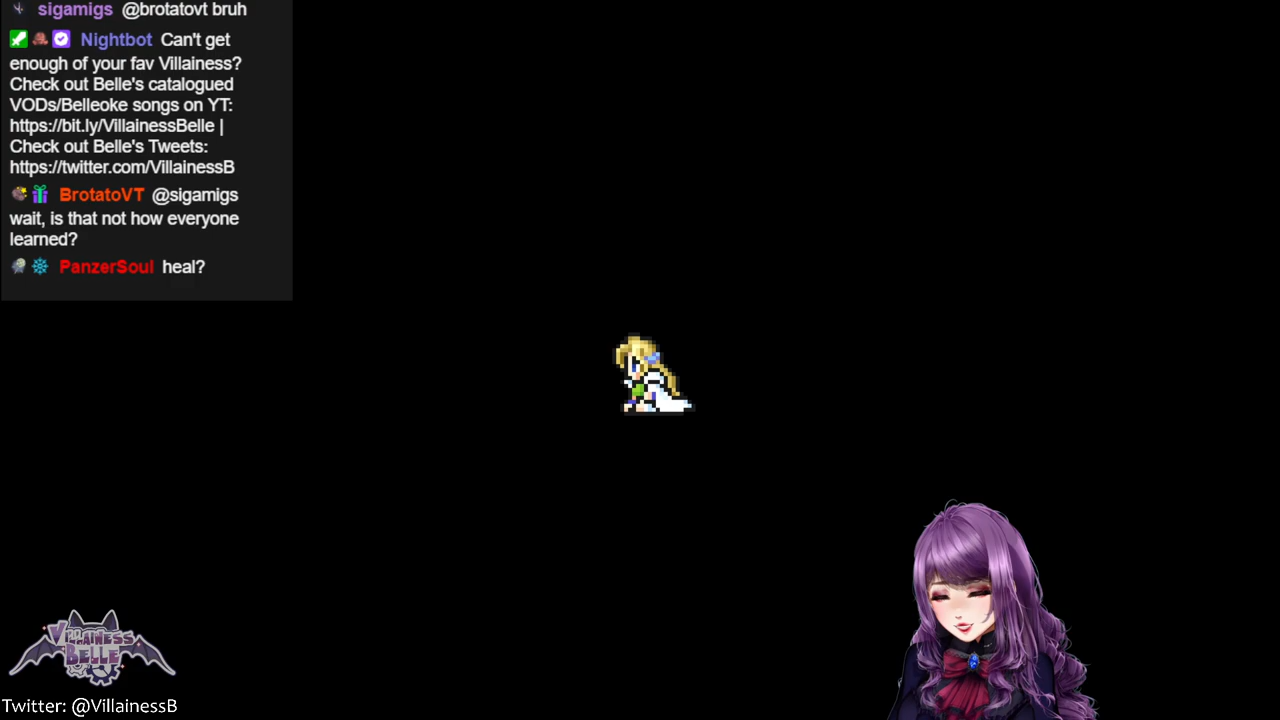 sigamigs @brotatovt bruh
Nightbot Can't get
enough of your fav Villainess?
Check out Belle's catalogued
VODs/Belleoke songs on YT:
https://bit.ly/VillainessBelle |
Check out Belle's Tweets:
https://twitter.com/VillainessB
BrotatoVT @sigamigs
wait, is that not how everyone
learned?
PanzerSoul heal?
VILLAINESS
BELLE
Twitter: @VillainessB